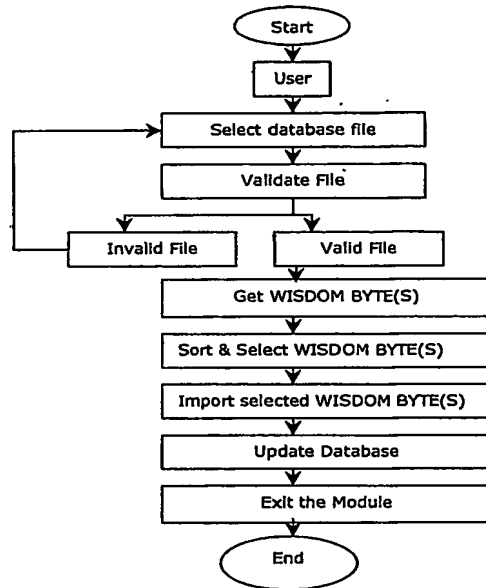 Start
User
Select database file
Validate File
Invalid File
Valid File
Get WISDOM BYTE(S)
Sort & Select WISDOM BYTE(S)
Import selected WISDOM BYTE(S)
Update Database
Exit the Module
End